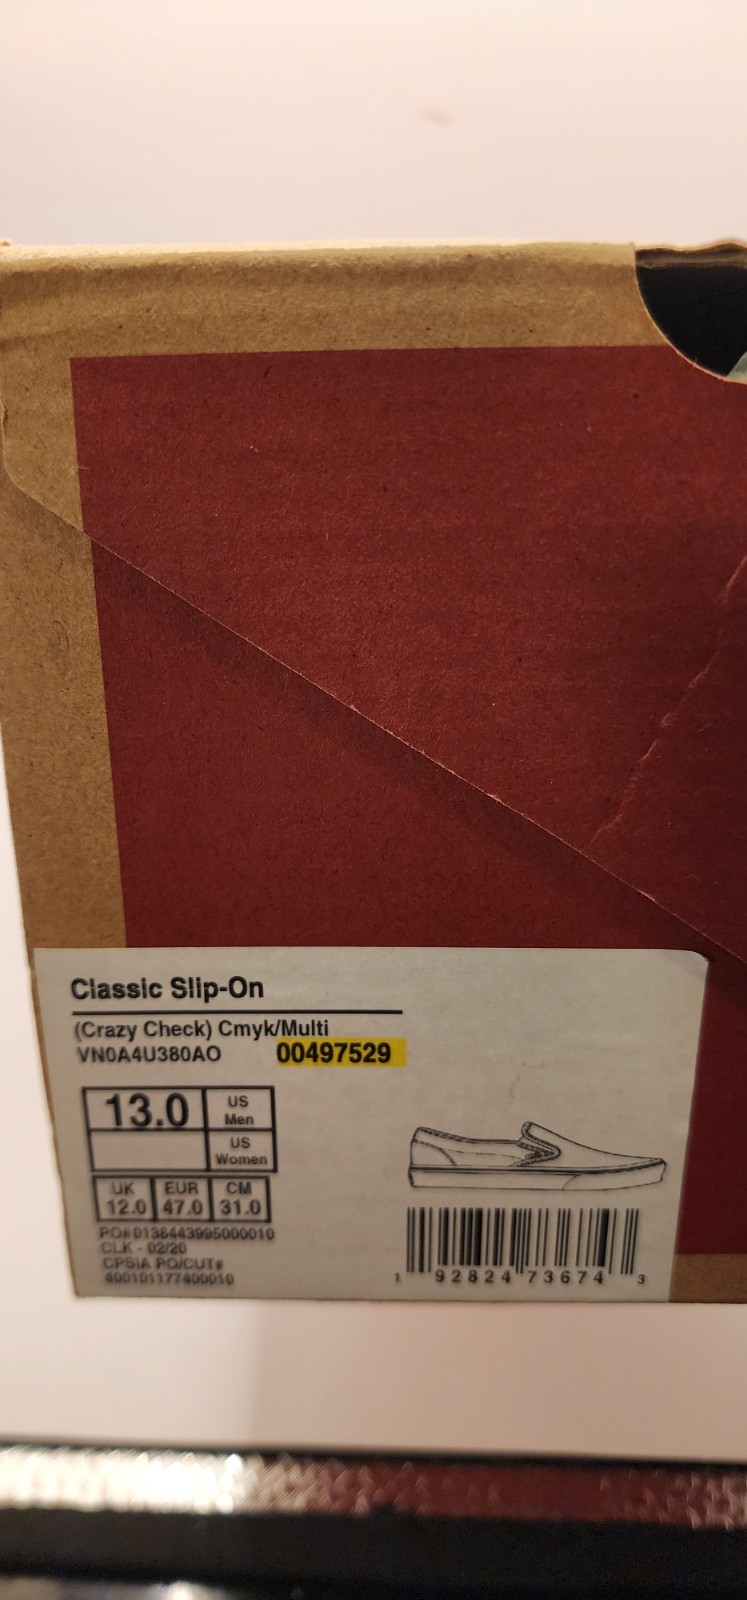 Classic Slip-On
(Crazy Check) Cmyk/Multi
VN0A4U380AO 00497529
13.0 US Men
US Women
UK EUR CM
12.0 47.0 31.0
PO#0138443995000010
CLK - 02/20
CPSIA PO/CUT#
400101177400010
1 92824 73674 3